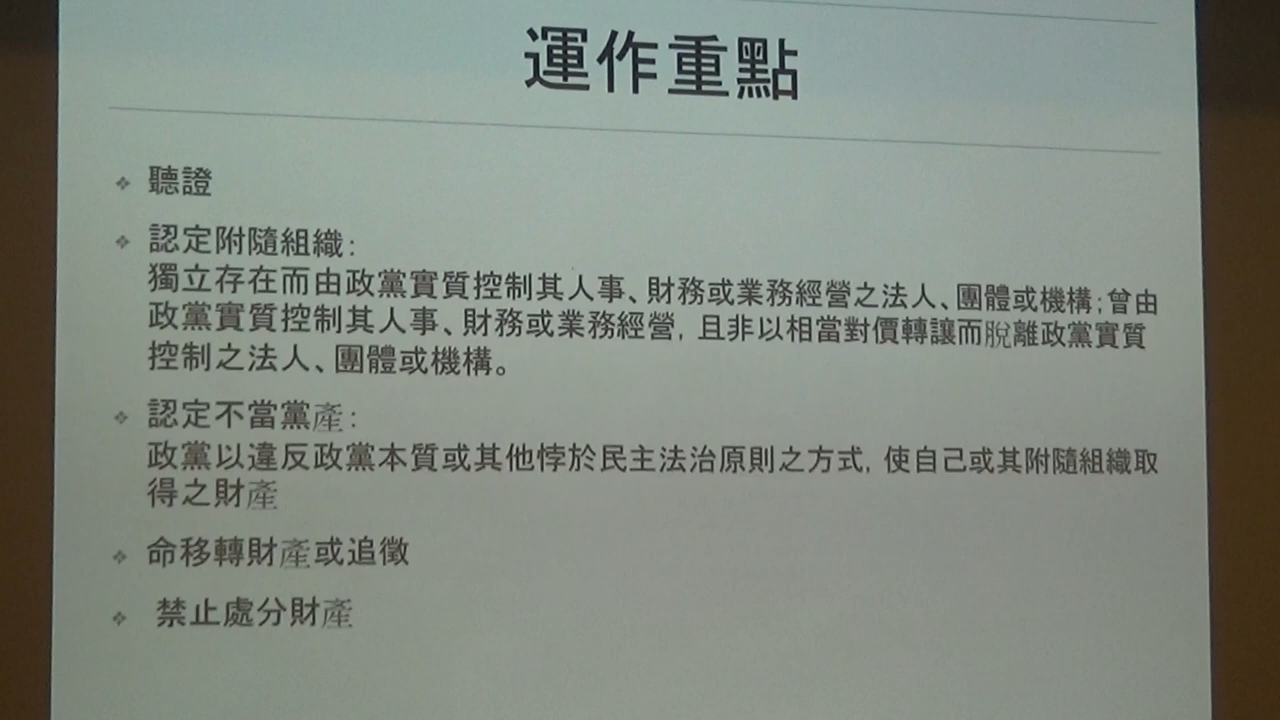 運作重點
❖ 聽證
❖ 認定附隨組織:
獨立存在而由政黨實質控制其人事、財務或業務經營之法人、團體或機構;曾由
政黨實質控制其人事、財務或業務經營, 且非以相當對價轉讓而脫離政黨實質
控制之法人、團體或機構。
❖ 認定不當黨產:
政黨以違反政黨本質或其他悖於民主法治原則之方式, 使自己或其附隨組織取
得之財產
❖ 命移轉財產或追徵
❖ 禁止處分財產